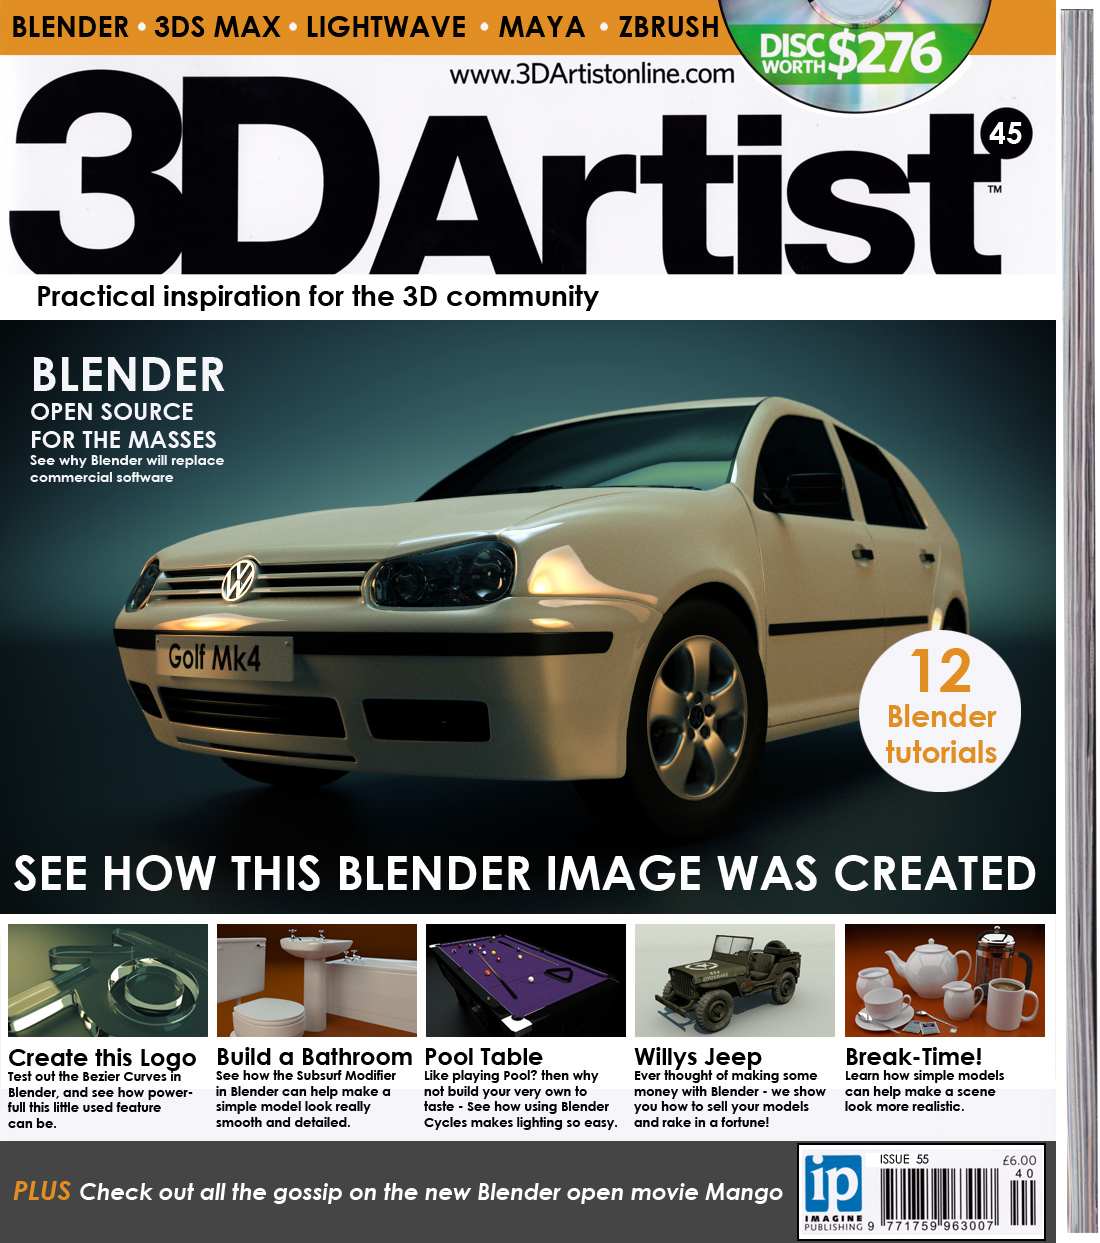 BLENDER • 3DS MAX • LIGHTWAVE • MAYA • ZBRUSH
DISC
WORTH $276
www.3DArtistonline.com
3DArtist
45
TM
Practical inspiration for the 3D community
BLENDER
OPEN SOURCE
FOR THE MASSES
See why Blender will replace
commercial software
Golf Mk4
12
Blender
tutorials
SEE HOW THIS BLENDER IMAGE WAS CREATED
Create this Logo
Test out the Bezier Curves in
Blender, and see how power-
full this little used feature
can be.
Build a Bathroom
See how the Subsurf Modifier
in Blender can help make a
simple model look really
smooth and detailed.
Pool Table
Like playing Pool? then why
not build your very own to
taste - See how using Blender
Cycles makes lighting so easy.
Willys Jeep
Ever thought of making some
money with Blender - we show
you how to sell your models
and rake in a fortune!
Break-Time!
Learn how simple models
can help make a scene
look more realistic.
PLUS Check out all the gossip on the new Blender open movie Mango
ip
IMAGINE
PUBLISHING
ISSUE 55
£6.00
40
9 771759 963007